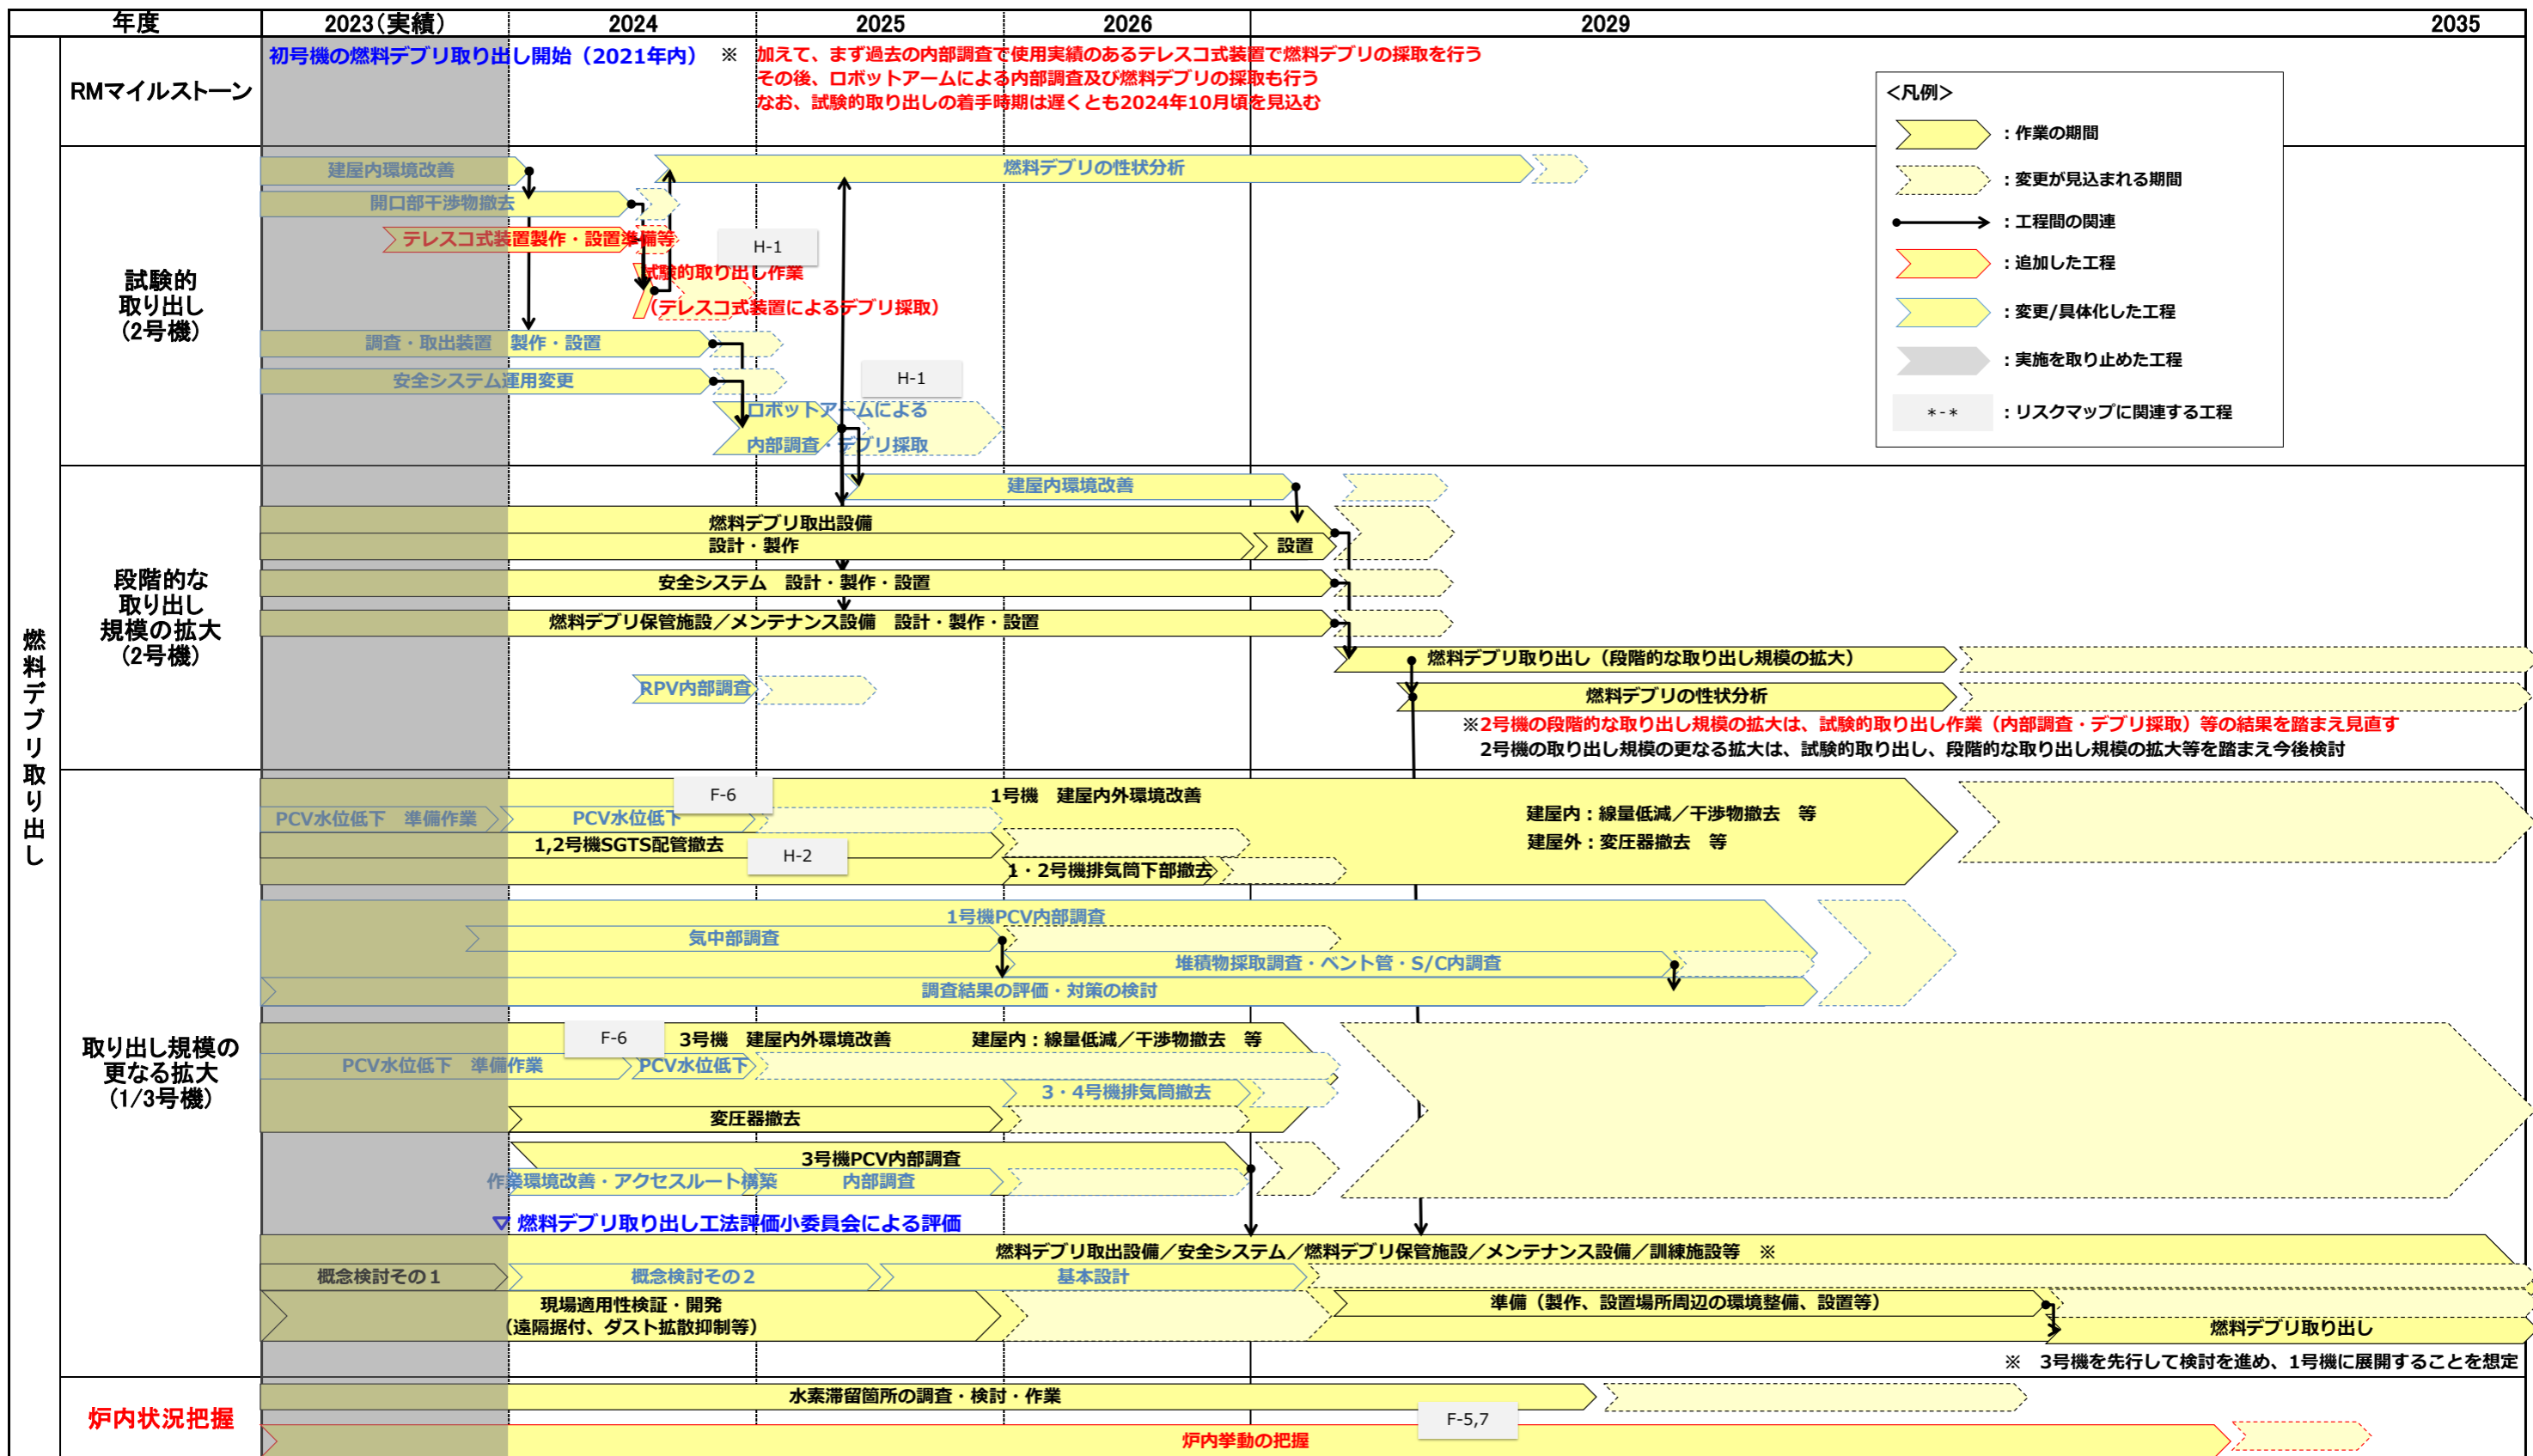 年度 2023(実績) 2024 2025 2026 2029 2035
燃料デブリ取り出し
RMマイルストーン
初号機の燃料デブリ取り出し開始（2021年内） ※
加えて、まず過去の内部調査で使用実績のあるテレスコ式装置で燃料デブリの採取を行う
その後、ロボットアームによる内部調査及び燃料デブリの採取も行う
なお、試験的取り出しの着手時期は遅くとも2024年10月頃を見込む
<凡例>
：作業の期間
：変更が見込まれる期間
：工程間の関連
：追加した工程
：変更/具体化した工程
：実施を取り止めた工程
*-* ：リスクマップに関連する工程
試験的
取り出し
(2号機)
建屋内環境改善
燃料デブリの性状分析
開口部干渉物撤去
テレスコ式装置製作・設置準備等
H-1
試験的取り出し作業
（テレスコ式装置によるデブリ採取）
調査・取出装置 製作・設置
安全システム運用変更
H-1
ロボットアームによる
内部調査・デブリ採取
段階的な
取り出し
規模の拡大
(2号機)
建屋内環境改善
燃料デブリ取出設備
設計・製作
設置
安全システム 設計・製作・設置
燃料デブリ保管施設／メンテナンス設備 設計・製作・設置
燃料デブリ取り出し（段階的な取り出し規模の拡大）
RPV内部調査
燃料デブリの性状分析
※2号機の段階的な取り出し規模の拡大は、試験的取り出し作業（内部調査・デブリ採取）等の結果を踏まえ見直す
2号機の取り出し規模の更なる拡大は、試験的取り出し、段階的な取り出し規模の拡大等を踏まえ今後検討
取り出し規模の
更なる拡大
(1/3号機)
F-6
1号機 建屋内外環境改善
PCV水位低下 準備作業
PCV水位低下
建屋内：線量低減／干渉物撤去 等
建屋外：変圧器撤去 等
1,2号機SGTS配管撤去
H-2
1・2号機排気筒下部撤去
1号機PCV内部調査
気中部調査
堆積物採取調査・ベント管・S/C内調査
調査結果の評価・対策の検討
F-6
3号機 建屋内外環境改善
建屋内：線量低減／干渉物撤去 等
PCV水位低下 準備作業
PCV水位低下
3・4号機排気筒撤去
変圧器撤去
3号機PCV内部調査
作業環境改善・アクセスルート構築
内部調査
▽ 燃料デブリ取り出し工法評価小委員会による評価
燃料デブリ取出設備／安全システム／燃料デブリ保管施設／メンテナンス設備／訓練施設等 ※
概念検討その１
概念検討その２
基本設計
現場適用性検証・開発
（遠隔据付、ダスト拡散抑制等）
準備（製作、設置場所周辺の環境整備、設置等）
燃料デブリ取り出し
※ 3号機を先行して検討を進め、1号機に展開することを想定
炉内状況把握
水素滞留箇所の調査・検討・作業
F-5,7
炉内挙動の把握